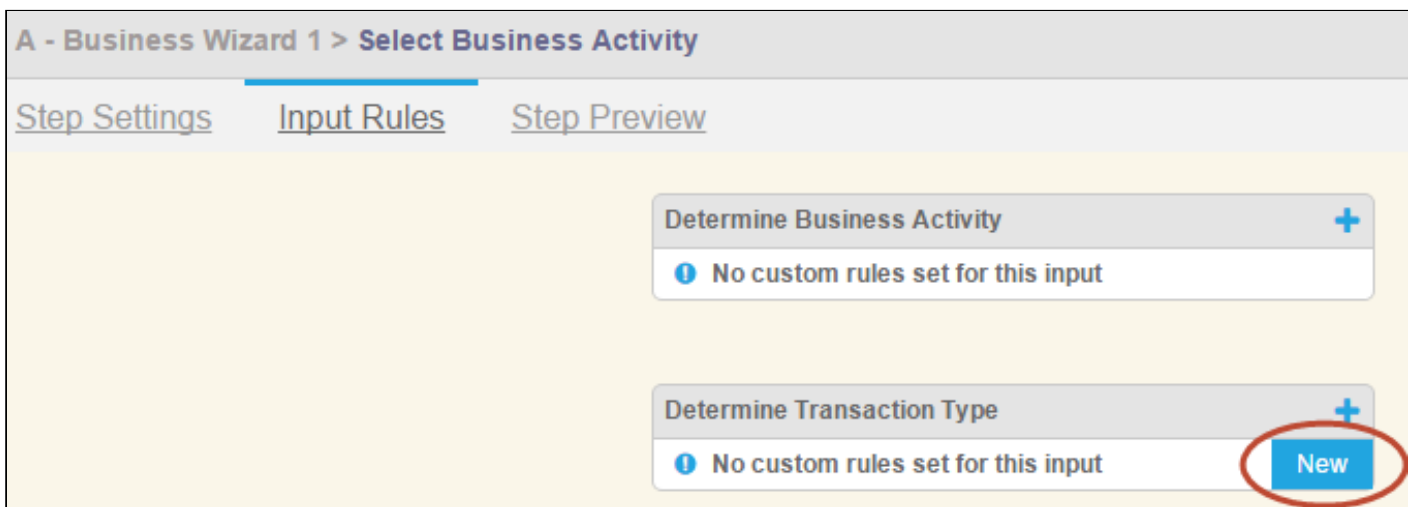 A - Business Wizard 1 > Select Business Activity
Step Settings Input Rules Step Preview
Determine Business Activity
No custom rules set for this input
Determine Transaction Type
No custom rules set for this input New